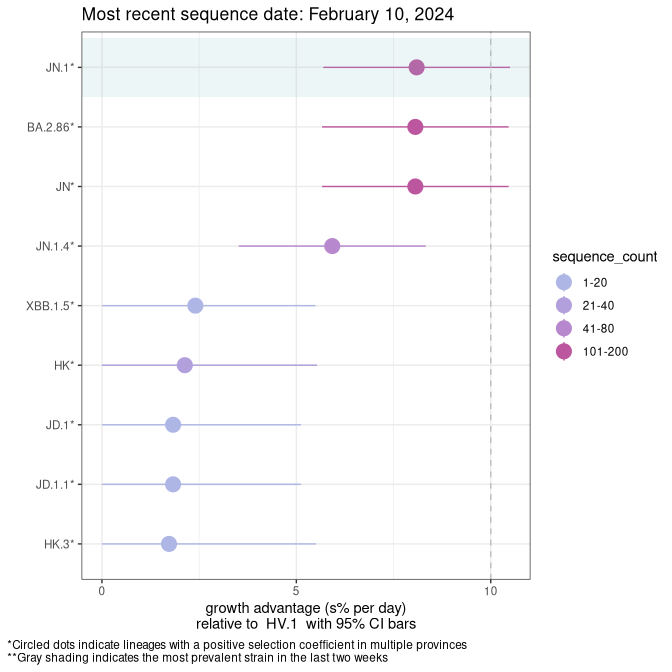 Most recent sequence date: February 10, 2024
JN.1*
BA.2.86*
JN*
JN.1.4*
XBB.1.5*
HK*
JD.1*
JD.1.1*
HK.3*
0
5
10
growth advantage (s% per day)
relative to HV.1 with 95% CI bars
sequence_count
1-20
21-40
41-80
101-200
*Circled dots indicate lineages with a positive selection coefficient in multiple provinces
**Gray shading indicates the most prevalent strain in the last two weeks